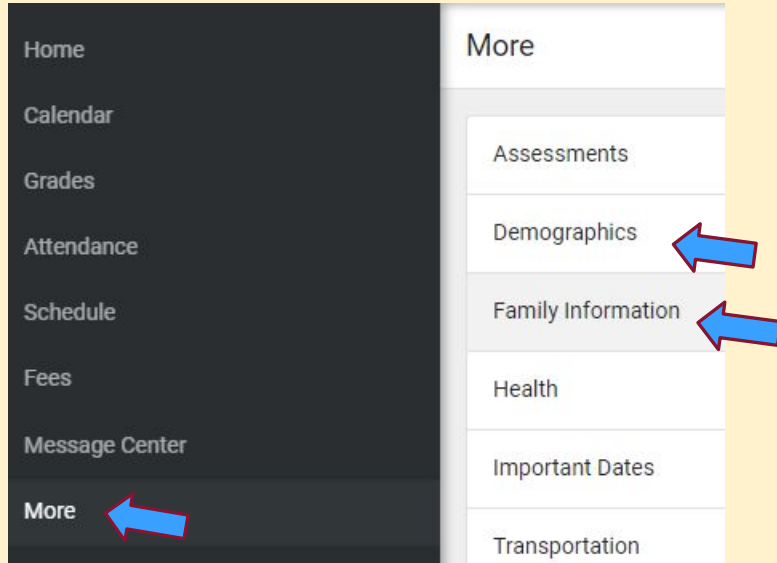 Home
Calendar
Grades
Attendance
Schedule
Fees
Message Center
More
More
Assessments
Demographics
Family Information
Health
Important Dates
Transportation